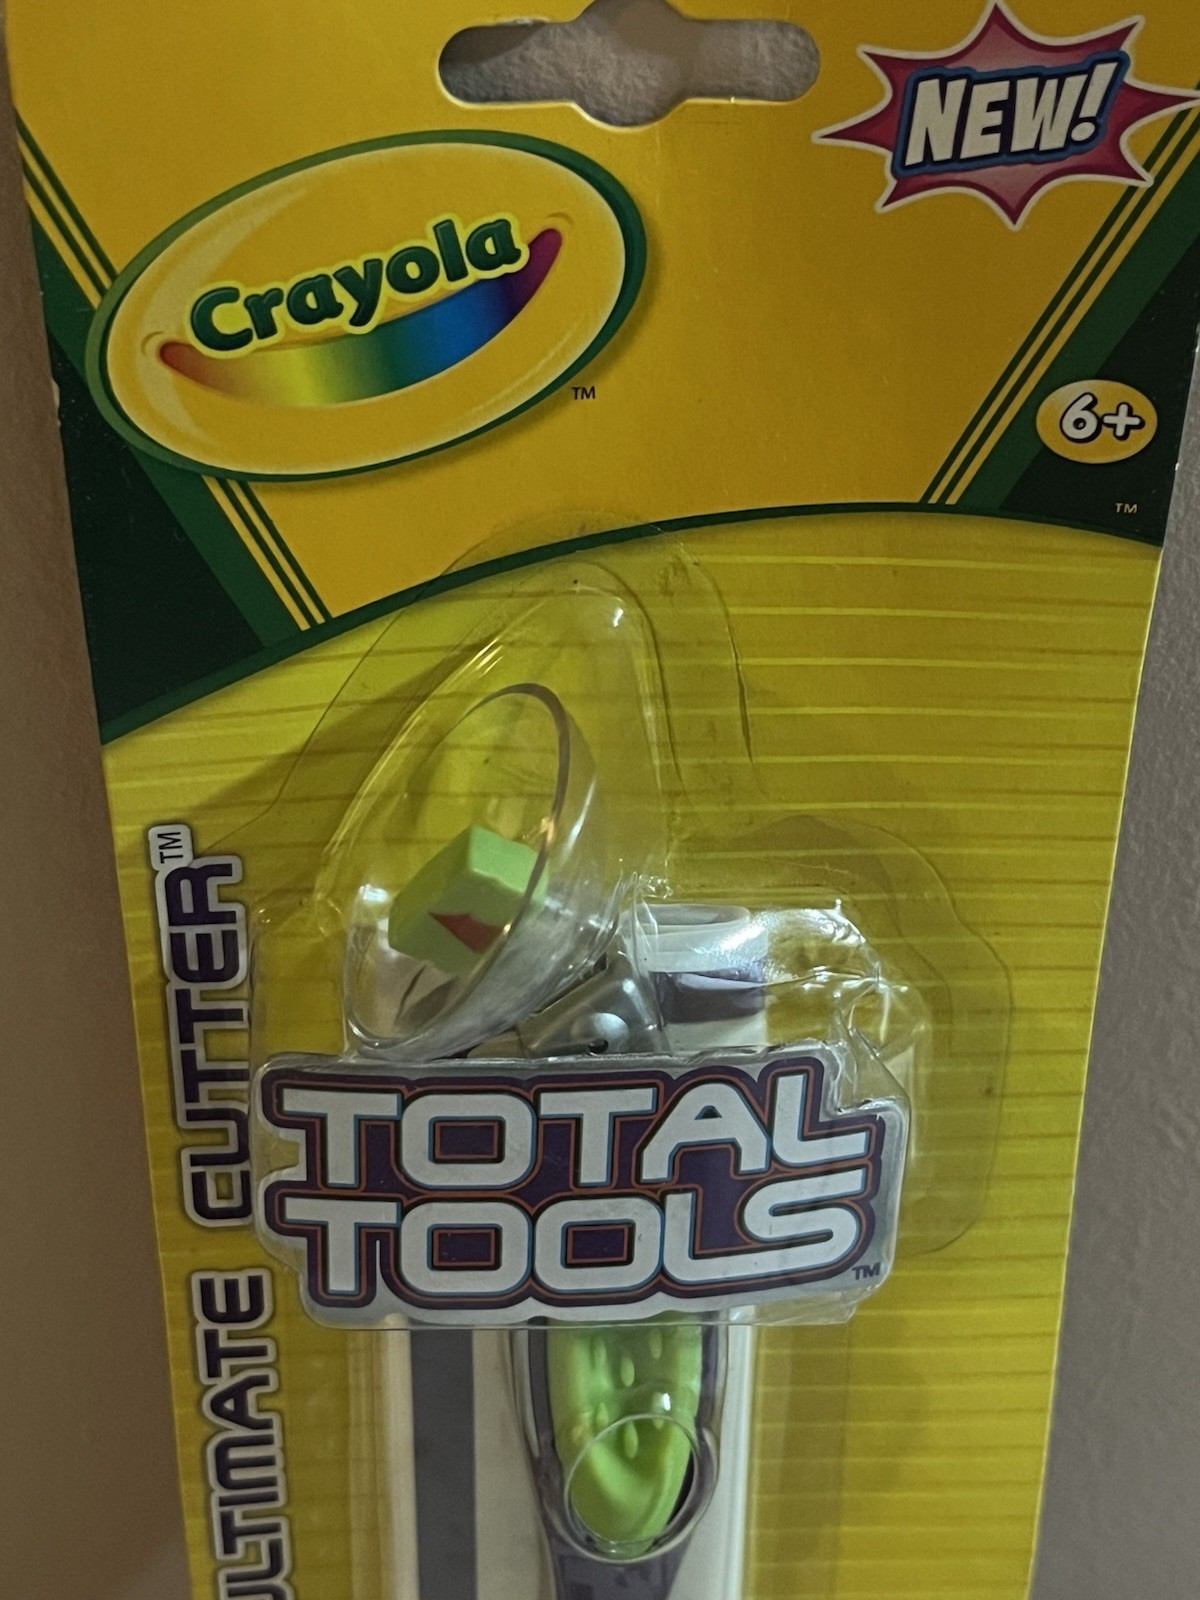 NEW!
Crayola
TM
6+
TM
ULTIMATE CUTTER™
TOTAL
TOOLS
TM